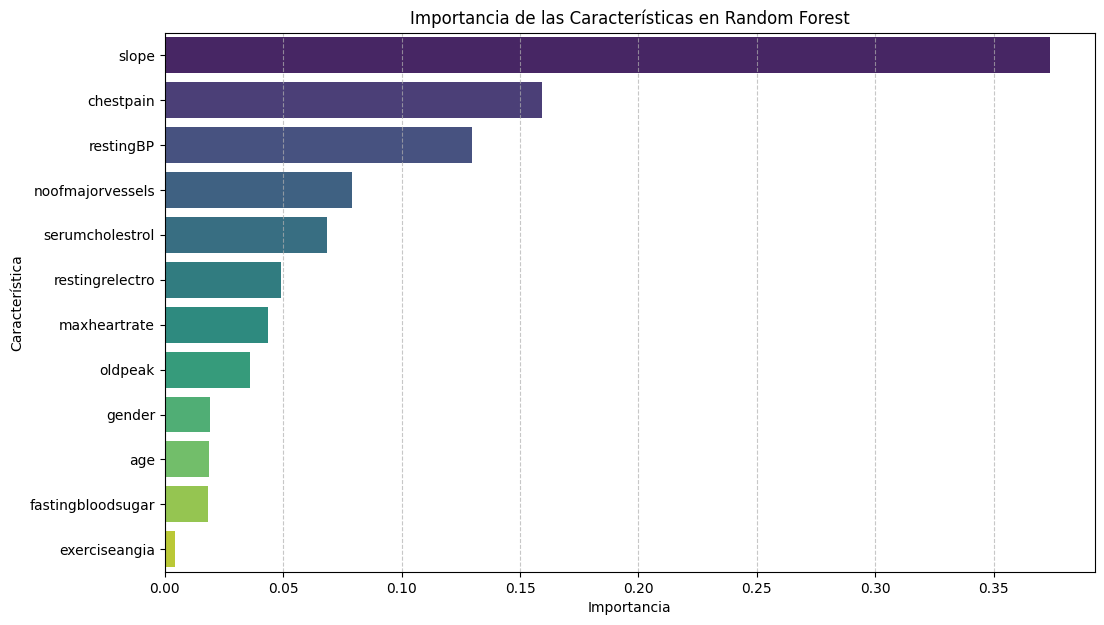 Importancia de las Características en Random Forest
Característica
slope
chestpain
restingBP
noofmajorvessels
serumcholestrol
restingrelectro
maxheartrate
oldpeak
gender
age
fastingbloodsugar
exerciseangia
0.00 0.05 0.10 0.15 0.20 0.25 0.30 0.35
Importancia